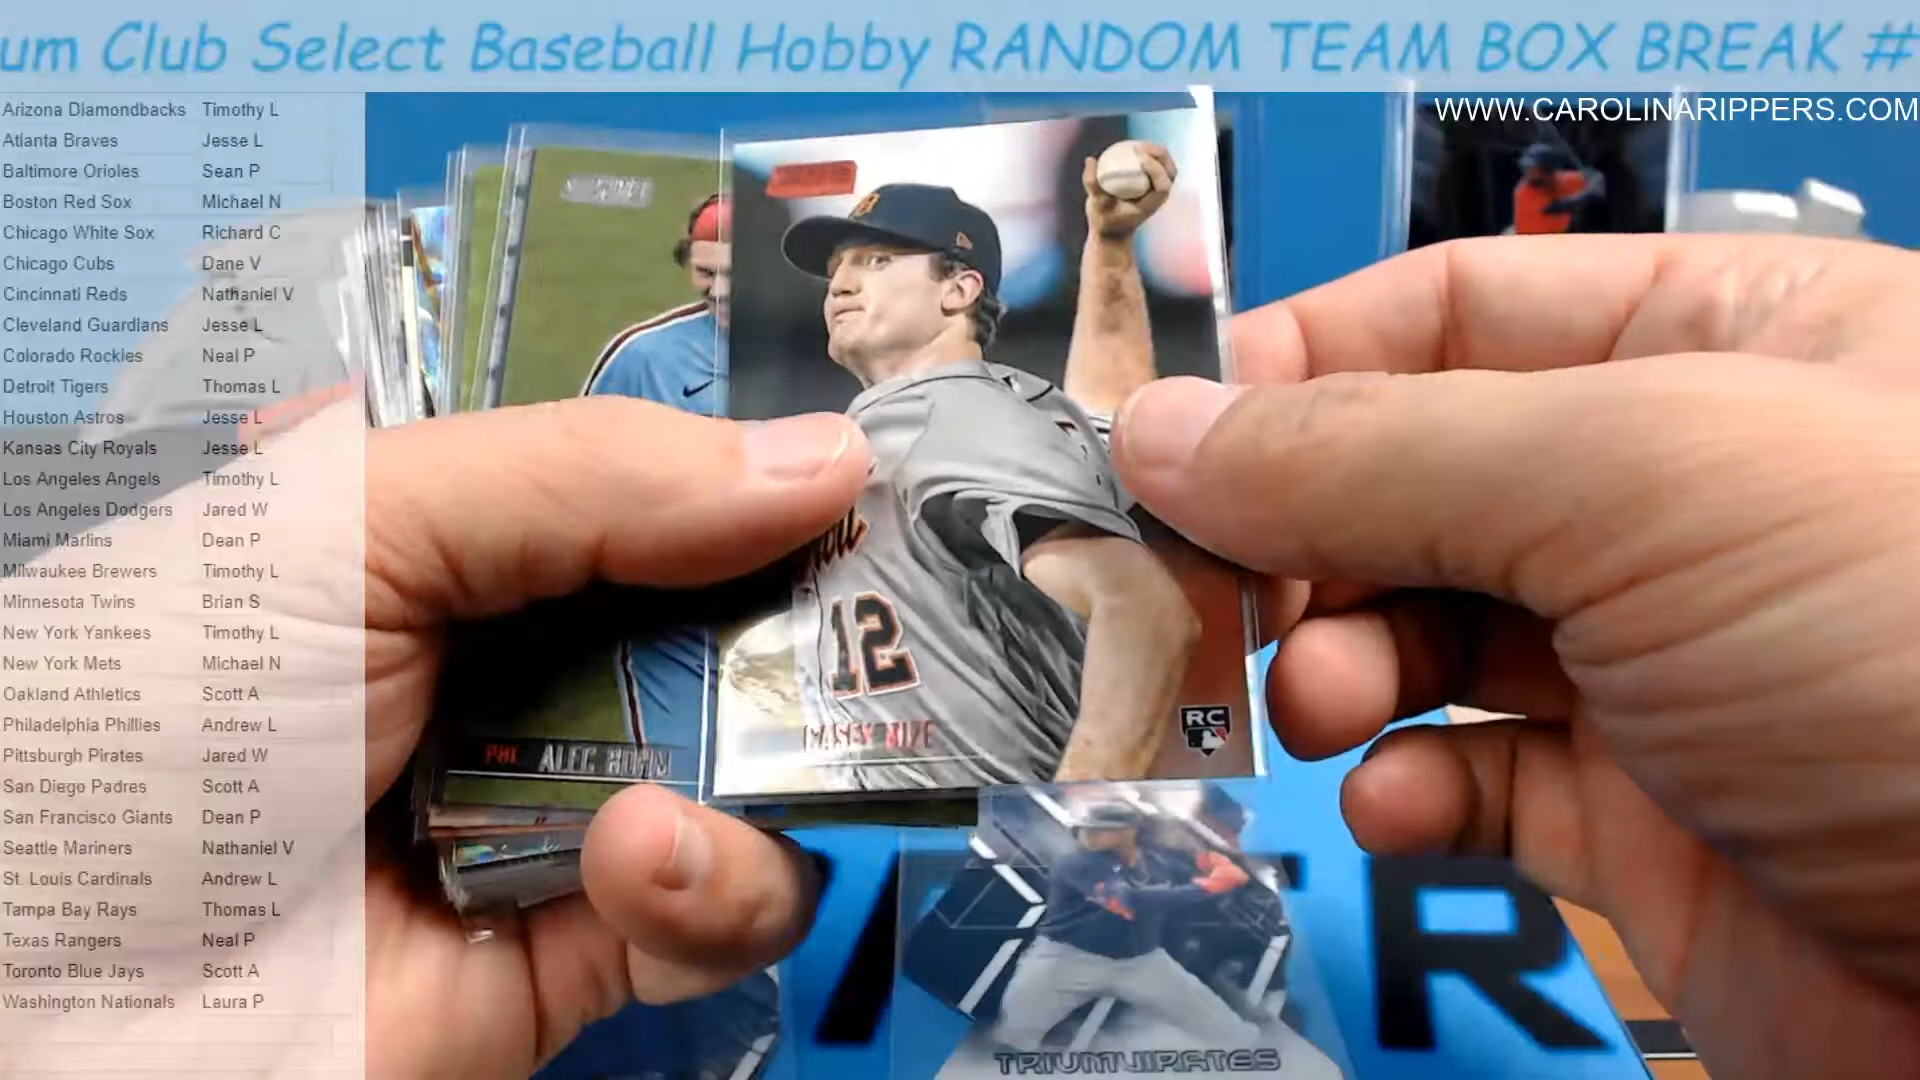 um Club Select Baseball Hobby RANDOM TEAM BOX BREAK #
WWW.CAROLINARIPPERS.COM
Arizona Diamondbacks Timothy L
Atlanta Braves Jesse L
Baltimore Orioles Sean P
Boston Red Sox Michael N
Chicago White Sox Richard C
Chicago Cubs Dane V
Cincinnati Reds Nathaniel V
Cleveland Guardians Jesse L
Colorado Rockies Neal P
Detroit Tigers Thomas L
Houston Astros Jesse L
Kansas City Royals Jesse L
Los Angeles Angels Timothy L
Los Angeles Dodgers Jared W
Miami Marlins Dean P
Milwaukee Brewers Timothy L
Minnesota Twins Brian S
New York Yankees Timothy L
New York Mets Michael N
Oakland Athletics Scott A
Philadelphia Phillies Andrew L
Pittsburgh Pirates Jared W
San Diego Padres Scott A
San Francisco Giants Dean P
Seattle Mariners Nathaniel V
St. Louis Cardinals Andrew L
Tampa Bay Rays Thomas L
Texas Rangers Neal P
Toronto Blue Jays Scott A
Washington Nationals Laura P
12
CASEY MIZE
RC
PHI ALEC BOHM
TRIUMVIRATES
R